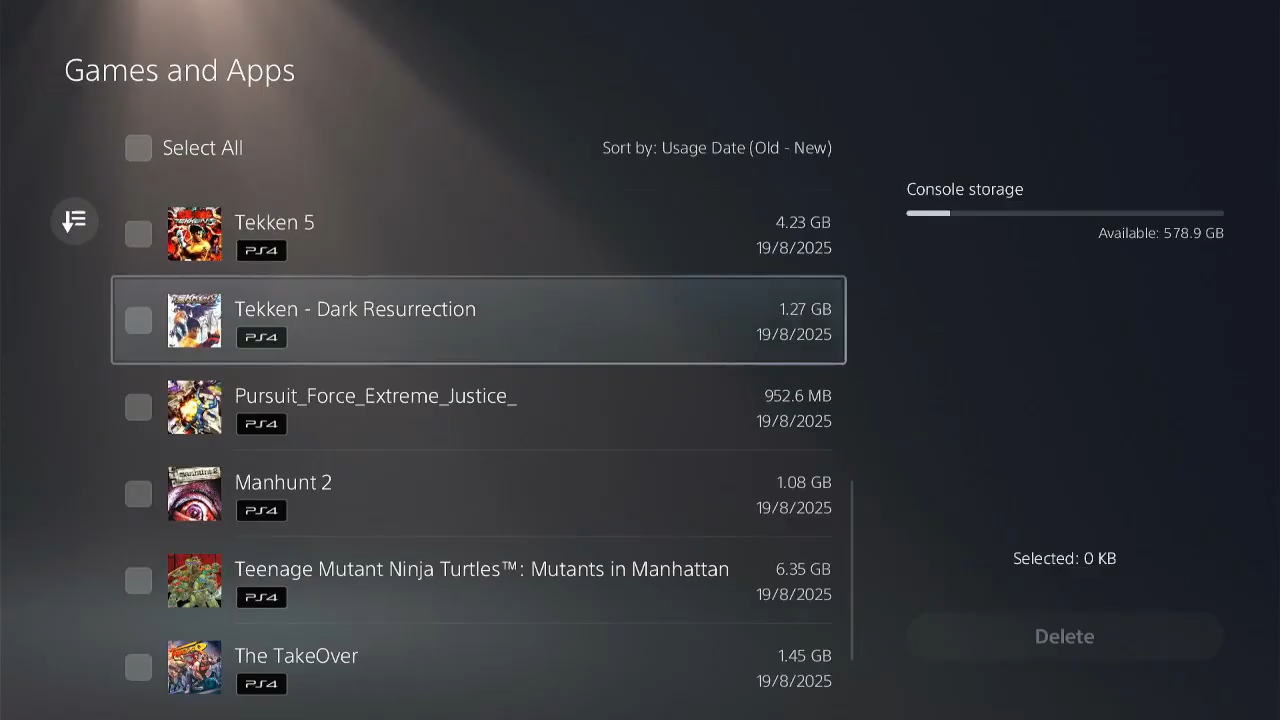 Games and Apps
Select All
Sort by: Usage Date (Old - New)
Tekken 5
4.23 GB
PS4
19/8/2025
Tekken - Dark Resurrection
1.27 GB
PS4
19/8/2025
Pursuit_Force_Extreme_Justice_
952.6 MB
PS4
19/8/2025
Manhunt 2
1.08 GB
PS4
19/8/2025
Teenage Mutant Ninja Turtles™: Mutants in Manhattan
6.35 GB
PS4
19/8/2025
The TakeOver
1.45 GB
PS4
19/8/2025
Console storage
Available: 578.9 GB
Selected: 0 KB
Delete